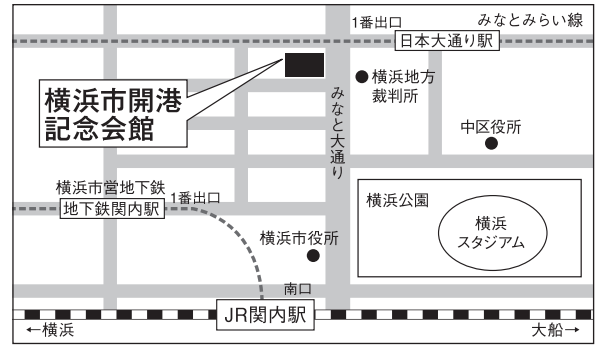 1番出口
みなとみらい線
日本大通り駅
横浜市開港
記念会館
横浜地方
裁判所
みなと大通り
中区役所
横浜市営地下鉄
1番出口
地下鉄関内駅
横浜公園
横浜
スタジアム
横浜市役所
南口
JR関内駅
←横浜
大船→